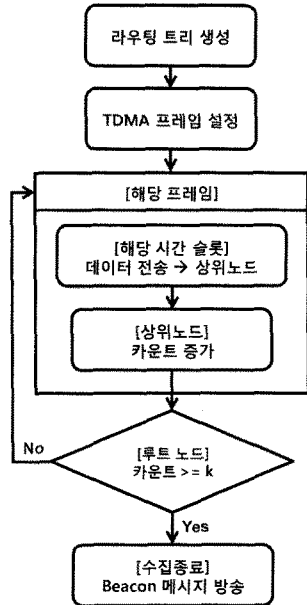 라우팅 트리 생성
TDMA 프레임 설정
[해당 프레임]
[해당 시간 슬롯]
데이터 전송 → 상위노드
[상위노드]
카운트 증가
[루트 노드]
카운트 >= k
No
Yes
[수집종료]
Beacon 메시지 방송